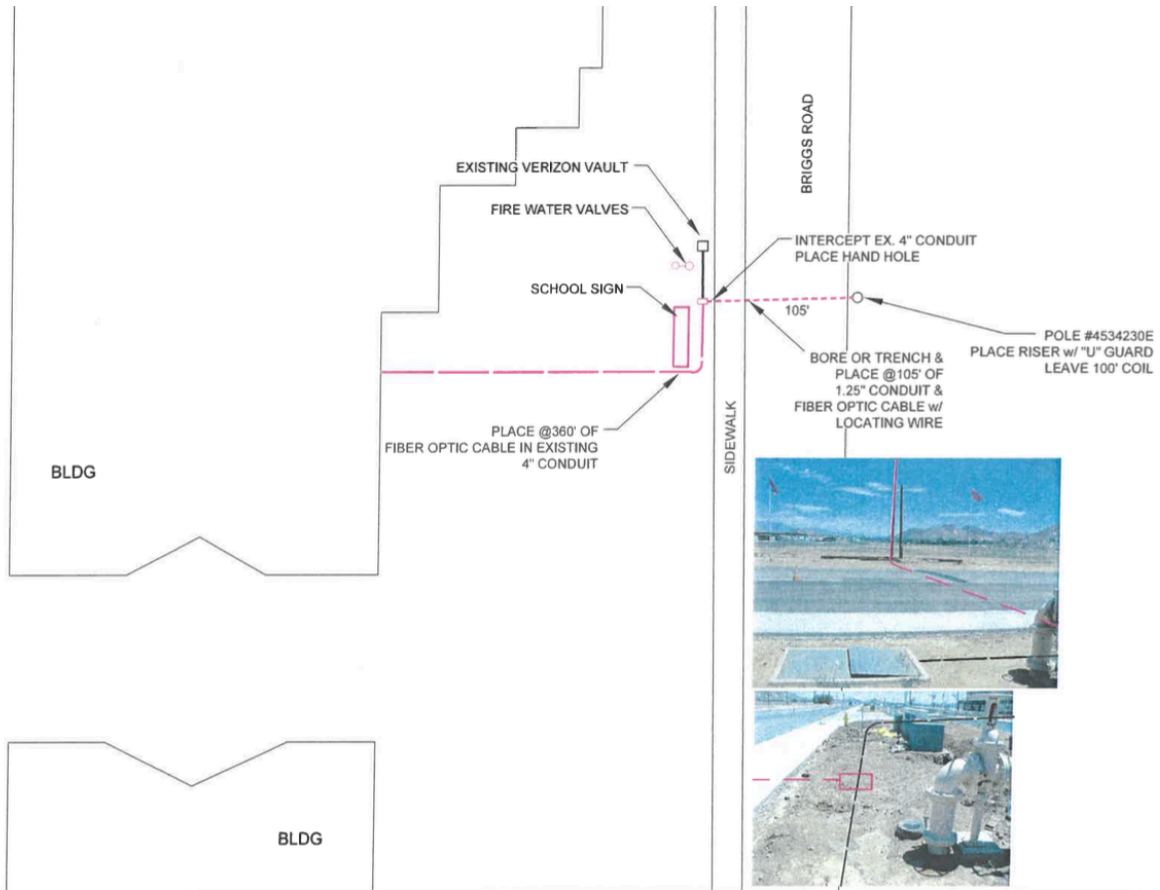 EXISTING VERIZON VAULT
FIRE WATER VALVES
SCHOOL SIGN
BRIGGS ROAD
INTERCEPT EX. 4" CONDUIT
PLACE HAND HOLE
105'
POLE #4534230E
PLACE RISER w/ "U" GUARD
LEAVE 100' COIL
BORE OR TRENCH &
PLACE @105' OF
1.25" CONDUIT &
FIBER OPTIC CABLE w/
LOCATING WIRE
PLACE @360' OF
FIBER OPTIC CABLE IN EXISTING
4" CONDUIT
SIDEWALK
BLDG
BLDG